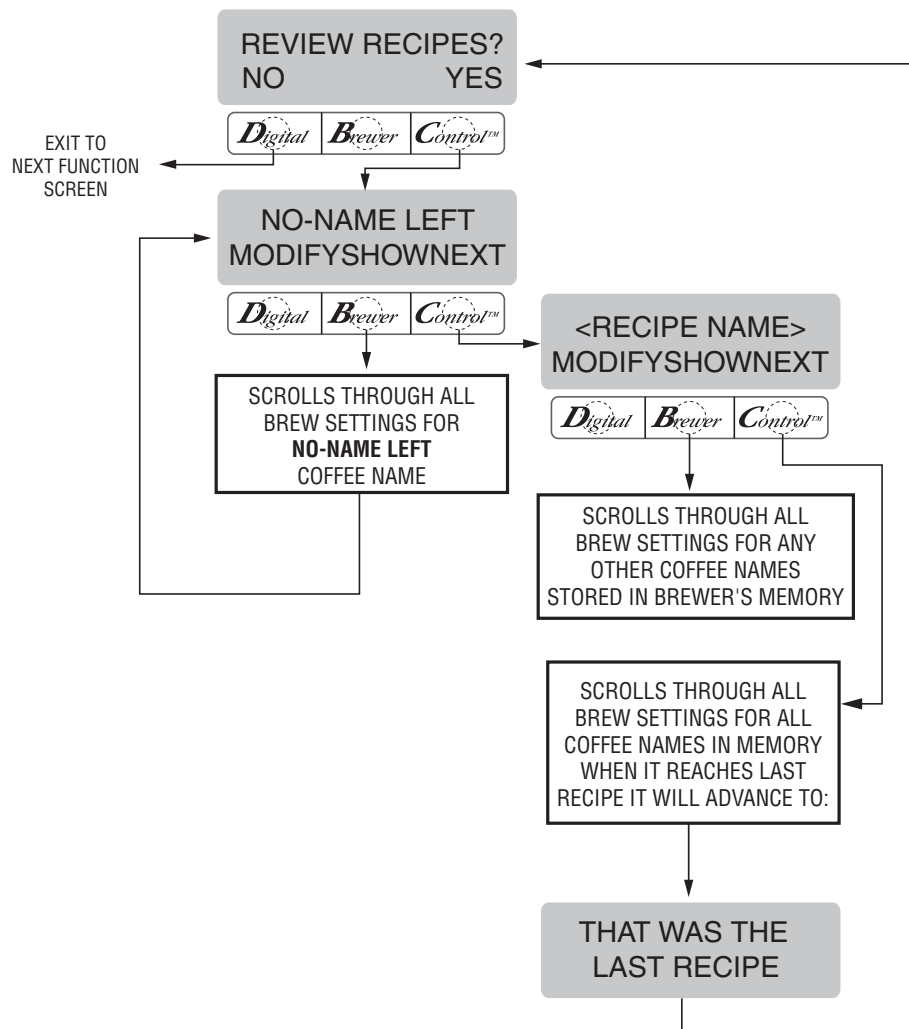 REVIEW RECIPES?
NO YES
Digital Brewer Control™
EXIT TO
NEXT FUNCTION
SCREEN
NO-NAME LEFT
MODIFYSHOWNEXT
Digital Brewer Control™
SCROLLS THROUGH ALL
BREW SETTINGS FOR
NO-NAME LEFT
COFFEE NAME
<RECIPE NAME>
MODIFYSHOWNEXT
Digital Brewer Control™
SCROLLS THROUGH ALL
BREW SETTINGS FOR ANY
OTHER COFFEE NAMES
STORED IN BREWER'S MEMORY
SCROLLS THROUGH ALL
BREW SETTINGS FOR ALL
COFFEE NAMES IN MEMORY
WHEN IT REACHES LAST
RECIPE IT WILL ADVANCE TO:
THAT WAS THE
LAST RECIPE